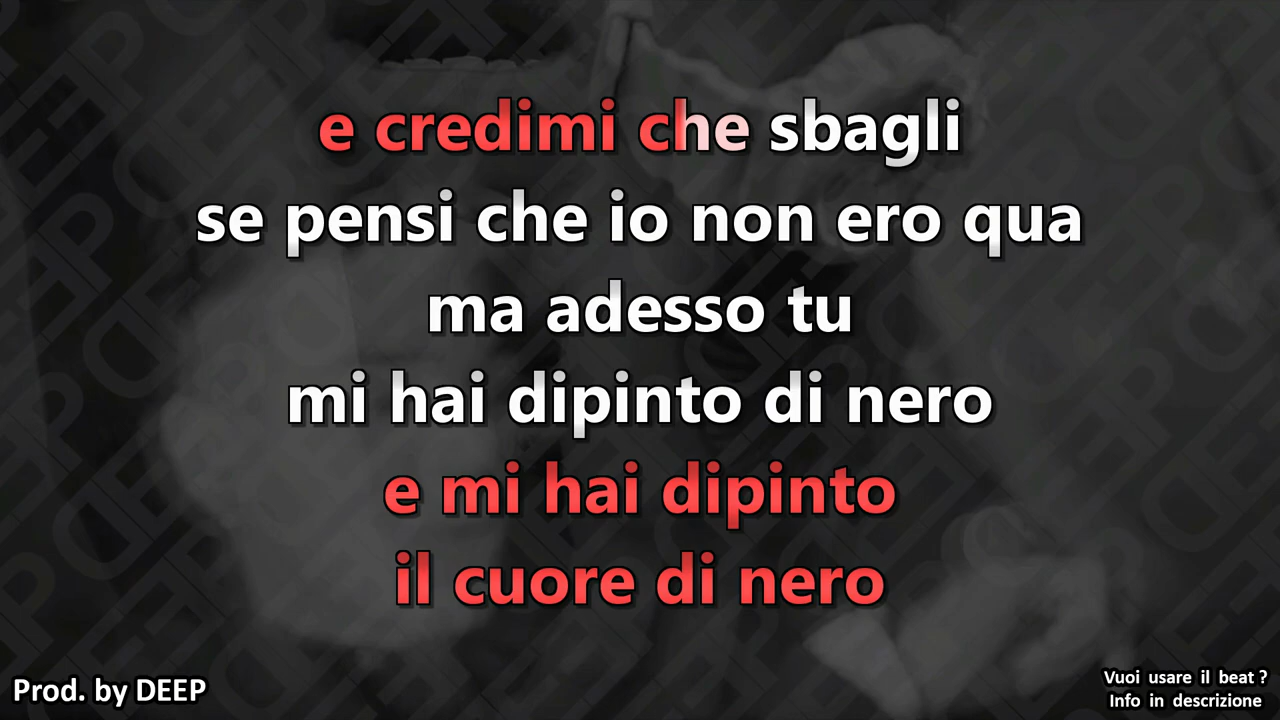 e credimi che sbagli
se pensi che io non ero qua
ma adesso tu
mi hai dipinto di nero
e mi hai dipinto
il cuore di nero
Prod. by DEEP
Vuoi usare il beat ?
Info in descrizione